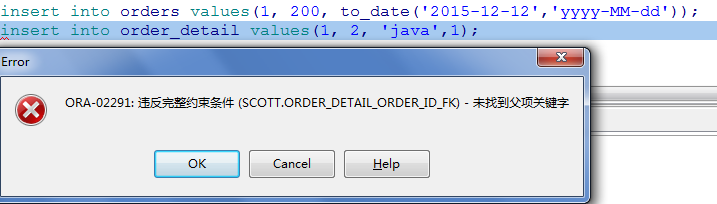 insert into orders values(1, 200, to_date('2015-12-12','yyyy-MM-dd'));
insert into order_detail values(1, 2, 'java',1);
Error
ORA-02291: 违反完整约束条件 (SCOTT.ORDER_DETAIL_ORDER_ID_FK) - 未找到父项关键字
OK
Cancel
Help